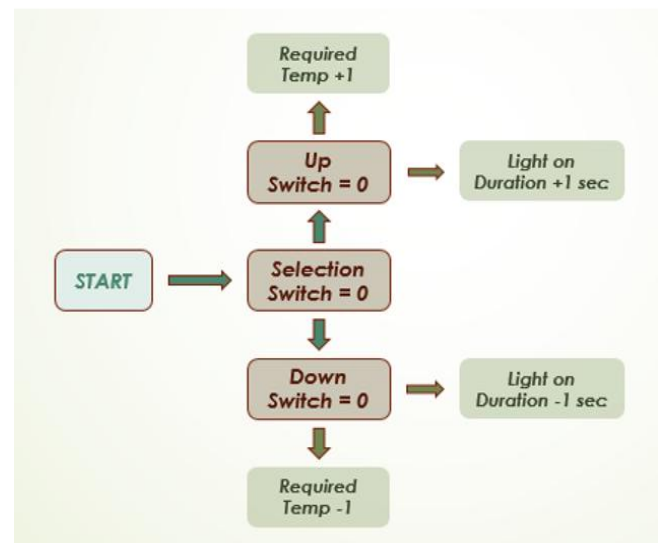 Required
Temp +1
Up
Switch = 0
Light on
Duration +1 sec
START
Selection
Switch = 0
Down
Switch = 0
Light on
Duration -1 sec
Required
Temp -1